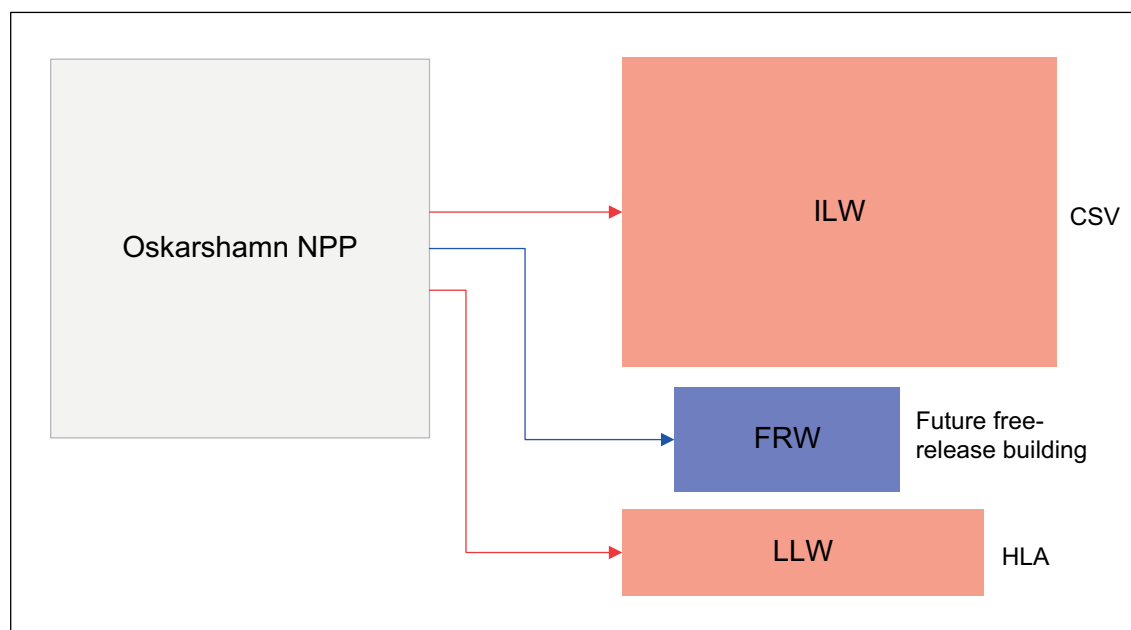 Oskarshamn NPP
ILW
CSV
FRW
Future free-
release building
LLW
HLA